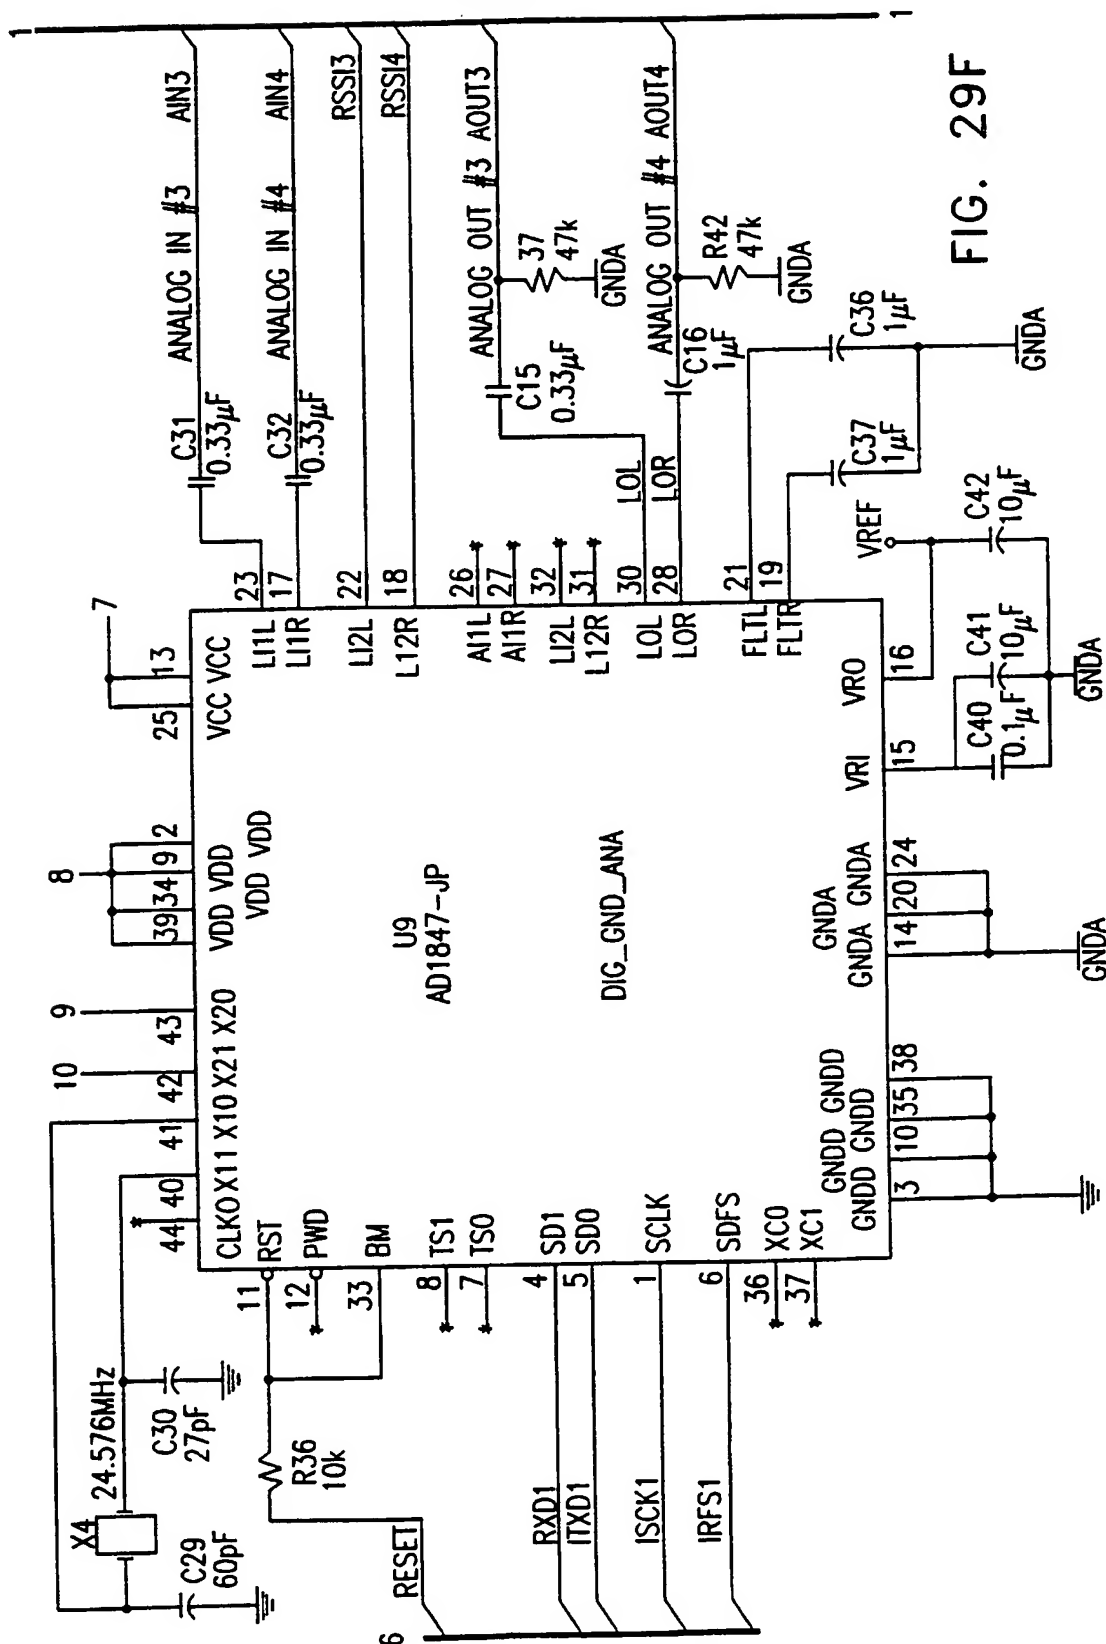 1
AIN3
AIN4
RSSI3
RSSI4
ANALOG IN #3
ANALOG IN #4
ANALOG OUT #3 AOUT3
ANALOG OUT #4 AOUT4
1
C31
0.33µF
C32
0.33µF
C15
0.33µF
37
47k
GNDA
C16
1µF
R42
47k
GNDA
C36
1µF
C37
1µF
GNDA
LOL
LOR
VREF
C42
10µF
C41
10µF
C40
0.1µF
GNDA
7
13
25
VCC VCC
8
2
9
34
39
VDD VDD
VDD VDD
9
43
X20
10
42
X21
41
X10
40
X11
44
CLKO
23
LI1L
17
LI1R
22
LI2L
18
L12R
26
AI1L
27
AI1R
32
LI2L
31
L12R
30
LOL
28
LOR
21
FLTL
19
FLTR
16
VRO
15
VRI
U9
AD1847-JP
DIG_GND_ANA
GNDA
GNDA GNDA
14
20
24
GNDA
GNDD GNDD
GNDD GNDD
3
10
35
38
11
RST
12
PWD
33
BM
8
TS1
7
TS0
4
SD1
5
SD0
1
SCLK
6
SDFS
36
XC0
37
XC1
X4
24.576MHz
C30
27pF
C29
60pF
R36
10k
RESET
RXD1
ITXD1
ISCK1
IRFS1
6
FIG. 29F